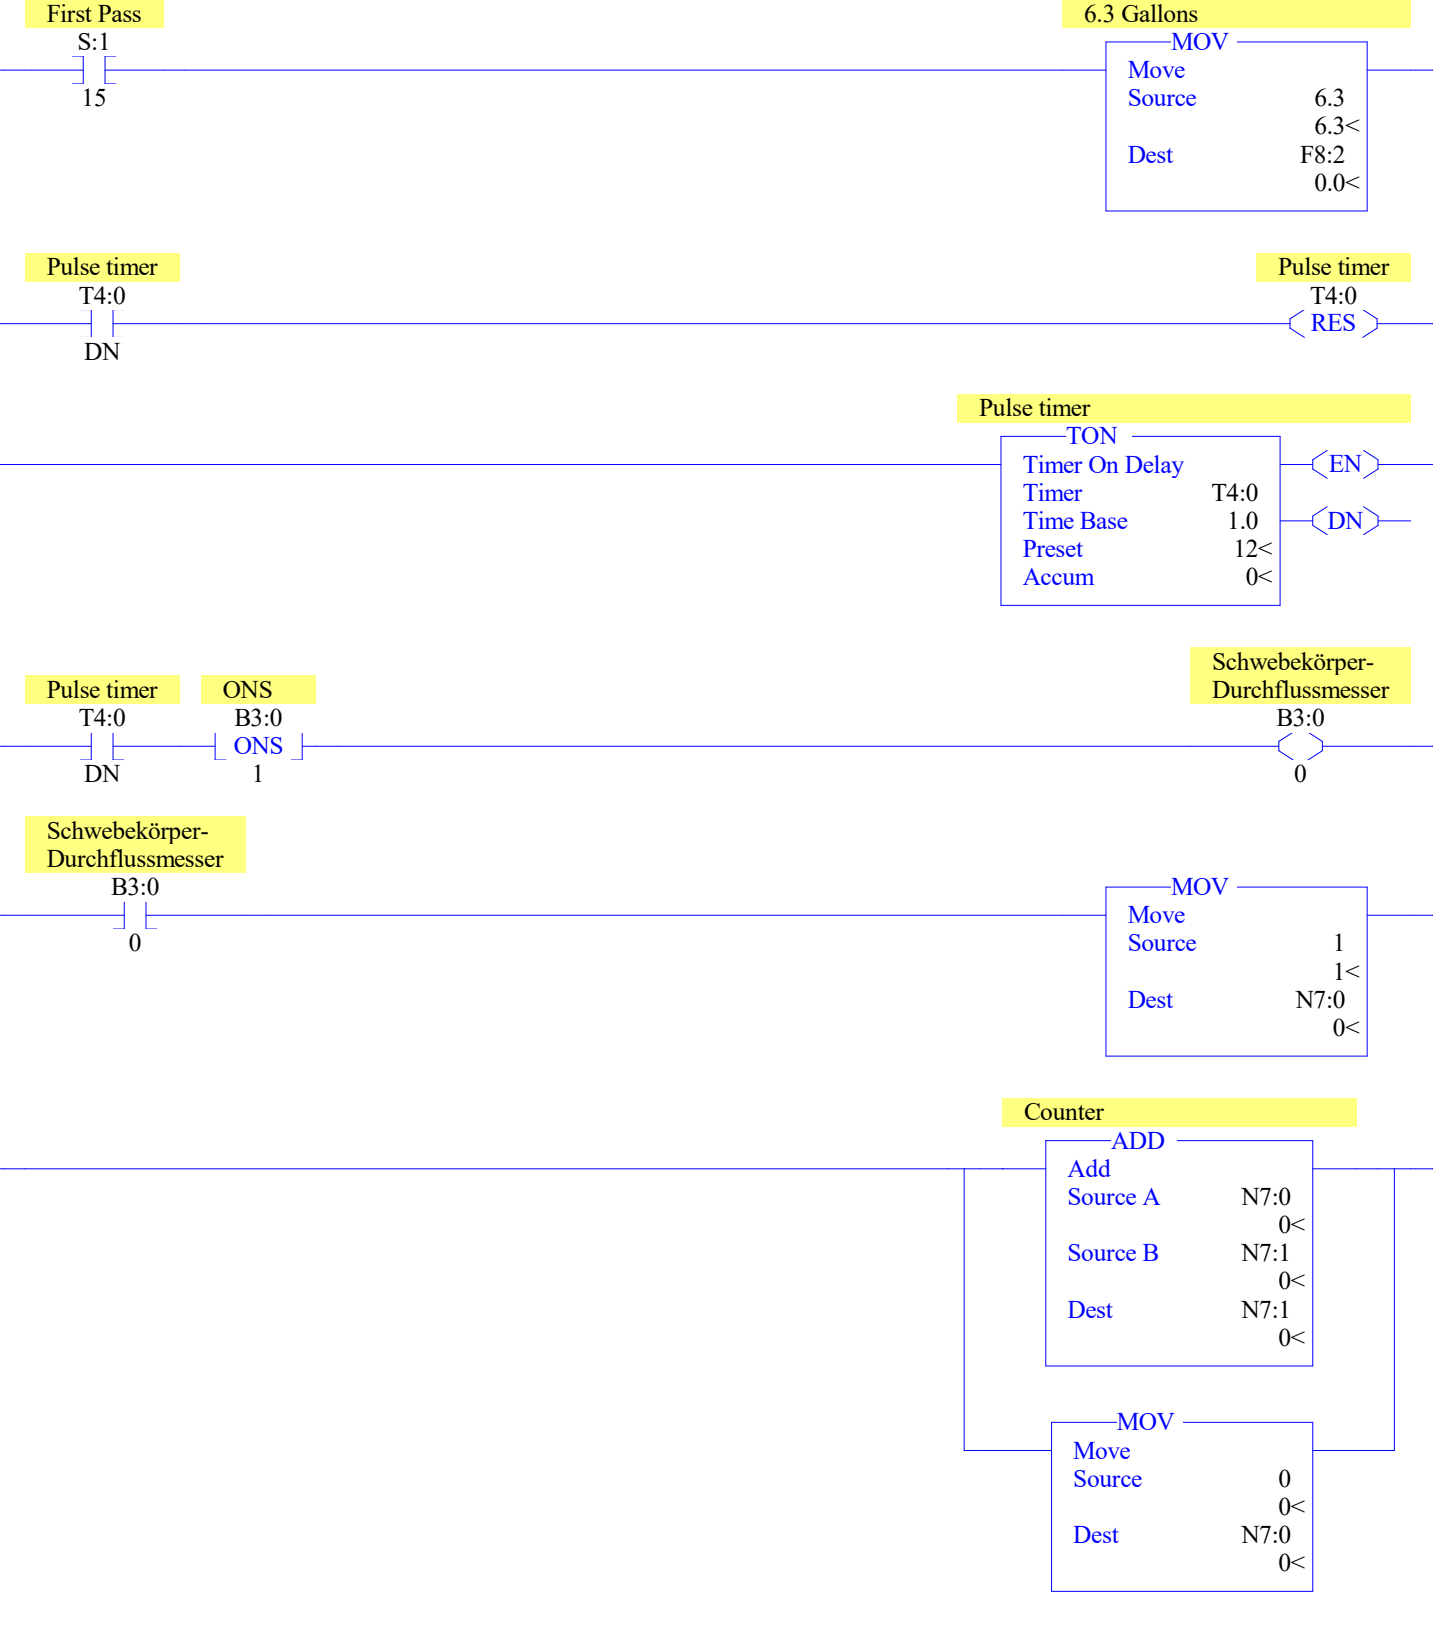 First Pass
S:1
15
6.3 Gallons
MOV
Move
Source 6.3
6.3<
Dest F8:2
0.0<
Pulse timer
T4:0
DN
Pulse timer
T4:0
RES
Pulse timer
TON
Timer On Delay
Timer T4:0
Time Base 1.0
Preset 12<
Accum 0<
EN
DN
Pulse timer
T4:0
DN
ONS
B3:0
ONS
1
Schwebekörper-
Durchflussmesser
B3:0
0
Schwebekörper-
Durchflussmesser
B3:0
0
MOV
Move
Source 1
1<
Dest N7:0
0<
Counter
ADD
Add
Source A N7:0
0<
Source B N7:1
0<
Dest N7:1
0<
MOV
Move
Source 0
0<
Dest N7:0
0<